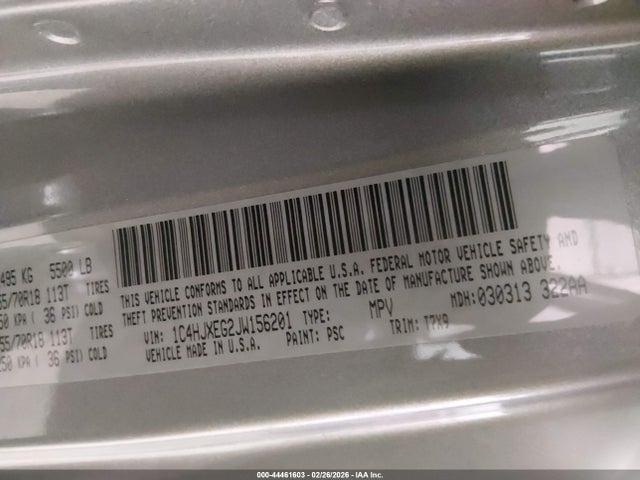 495 KG 5500 LB
55/70R18 113T TIRES
50 KPA ( 36 PSI) COLD
55/70R18 113T TIRES
250 KPA ( 36 PSI) COLD
THIS VEHICLE CONFORMS TO ALL APPLICABLE U.S.A. FEDERAL MOTOR VEHICLE SAFETY AND
THEFT PREVENTION STANDARDS IN EFFECT ON THE DATE OF MANUFACTURE SHOWN ABOVE.
VIN: 1C4HJXEG2JW156201 TYPE: MPV MDH: 030313 322AA
VEHICLE MADE IN U.S.A. PAINT: PSC TRIM: T7X9
000-44461603 - 02/26/2026 - IAA Inc.